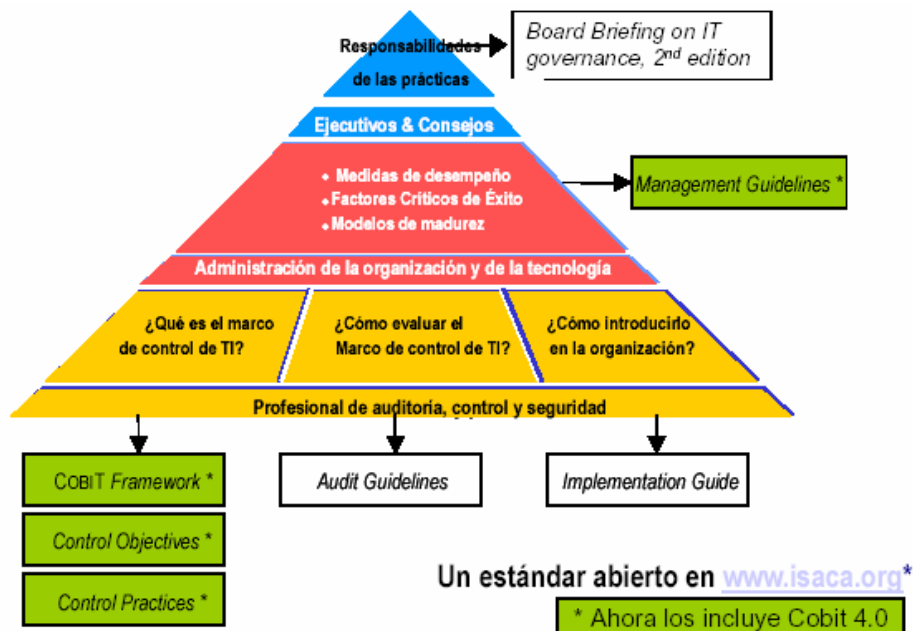 Responsabilidades
de las prácticas
Board Briefing on IT
governance, 2nd edition
Ejecutivos & Consejos
• Medidas de desempeño
• Factores Críticos de Éxito
• Modelos de madurez
Management Guidelines *
Administración de la organización y de la tecnología
¿Qué es el marco
de control de TI?
¿Cómo evaluar el
Marco de control de TI?
¿Cómo introducirlo
en la organización?
Profesional de auditoría, control y seguridad
COBIT Framework *
Audit Guidelines
Implementation Guide
Control Objectives *
Control Practices *
Un estándar abierto en www.isaca.org*
* Ahora los incluye Cobit 4.0